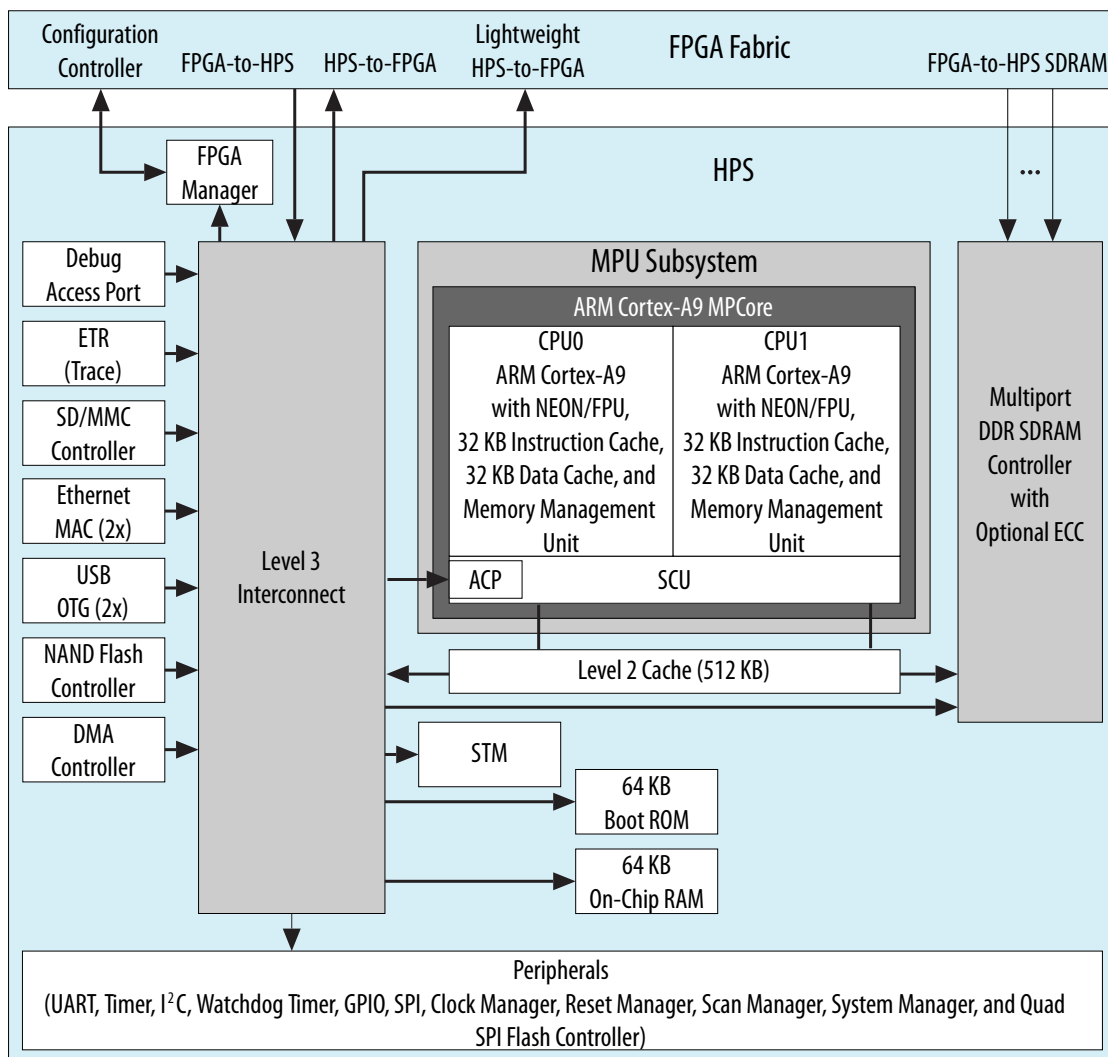 Configuration
Controller
FPGA-to-HPS
HPS-to-FPGA
Lightweight
HPS-to-FPGA
FPGA Fabric
FPGA-to-HPS SDRAM
HPS
FPGA
Manager
...
Debug
Access Port
ETR
(Trace)
SD/MMC
Controller
Ethernet
MAC (2x)
USB
OTG (2x)
NAND Flash
Controller
DMA
Controller
Level 3
Interconnect
MPU Subsystem
ARM Cortex-A9 MPCore
CPU0
ARM Cortex-A9
with NEON/FPU,
32 KB Instruction Cache,
32 KB Data Cache, and
Memory Management
Unit
CPU1
ARM Cortex-A9
with NEON/FPU,
32 KB Instruction Cache,
32 KB Data Cache, and
Memory Management
Unit
ACP
SCU
Level 2 Cache (512 KB)
Multiport
DDR SDRAM
Controller
with
Optional ECC
STM
64 KB
Boot ROM
64 KB
On-Chip RAM
Peripherals
(UART, Timer, I²C, Watchdog Timer, GPIO, SPI, Clock Manager, Reset Manager, Scan Manager, System Manager, and Quad
SPI Flash Controller)